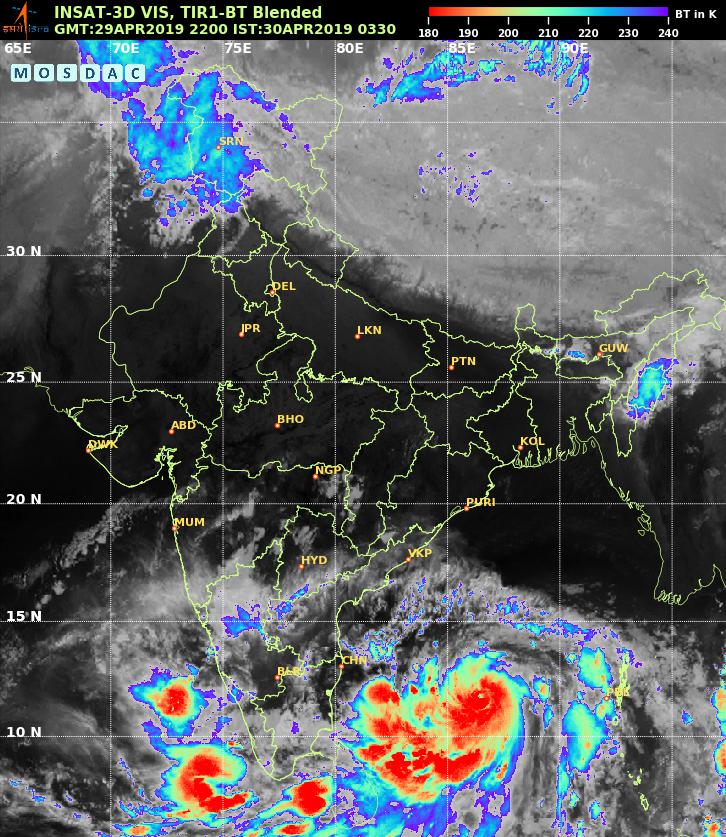 INSAT-3D VIS, TIR1-BT Blended
GMT:29APR2019 2200 IST:30APR2019 0330
BT in K
180 190 200 210 220 230 240
65E 70E 75E 80E 85E 90E
MOSDAC
SRN
30 N
DEL
JPR
LKN
GUW
PTN
25 N
ABD
BHO
DWK
KOL
NGP
20 N
PURI
MUM
HYD
VKP
15 N
CHN
BLR
PBL
10 N